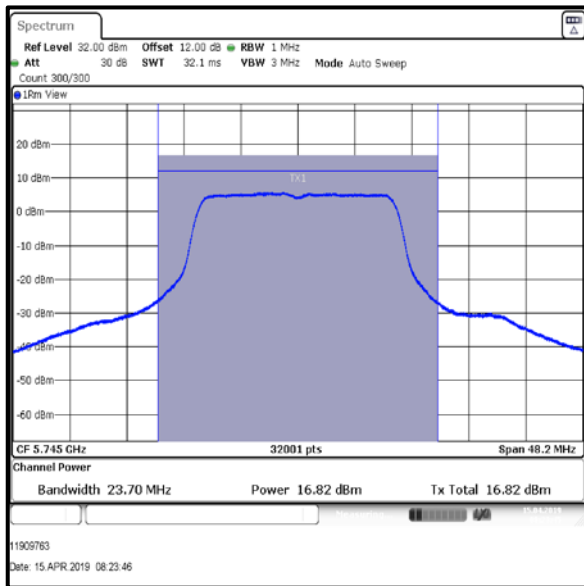 Spectrum
Ref Level 32.00 dBm Offset 12.00 dB RBW 1 MHz
Att 30 dB SWT 32.1 ms VBW 3 MHz Mode Auto Sweep
Count 300/300
1Rm View
20 dBm
10 dBm
TX1
0 dBm
-10 dBm
-20 dBm
-30 dBm
-40 dBm
-50 dBm
-60 dBm
CF 5.745 GHz 32001 pts Span 48.2 MHz
Channel Power
Bandwidth 23.70 MHz Power 16.82 dBm Tx Total 16.82 dBm
11909763
Date: 15.APR.2019 08:23:46